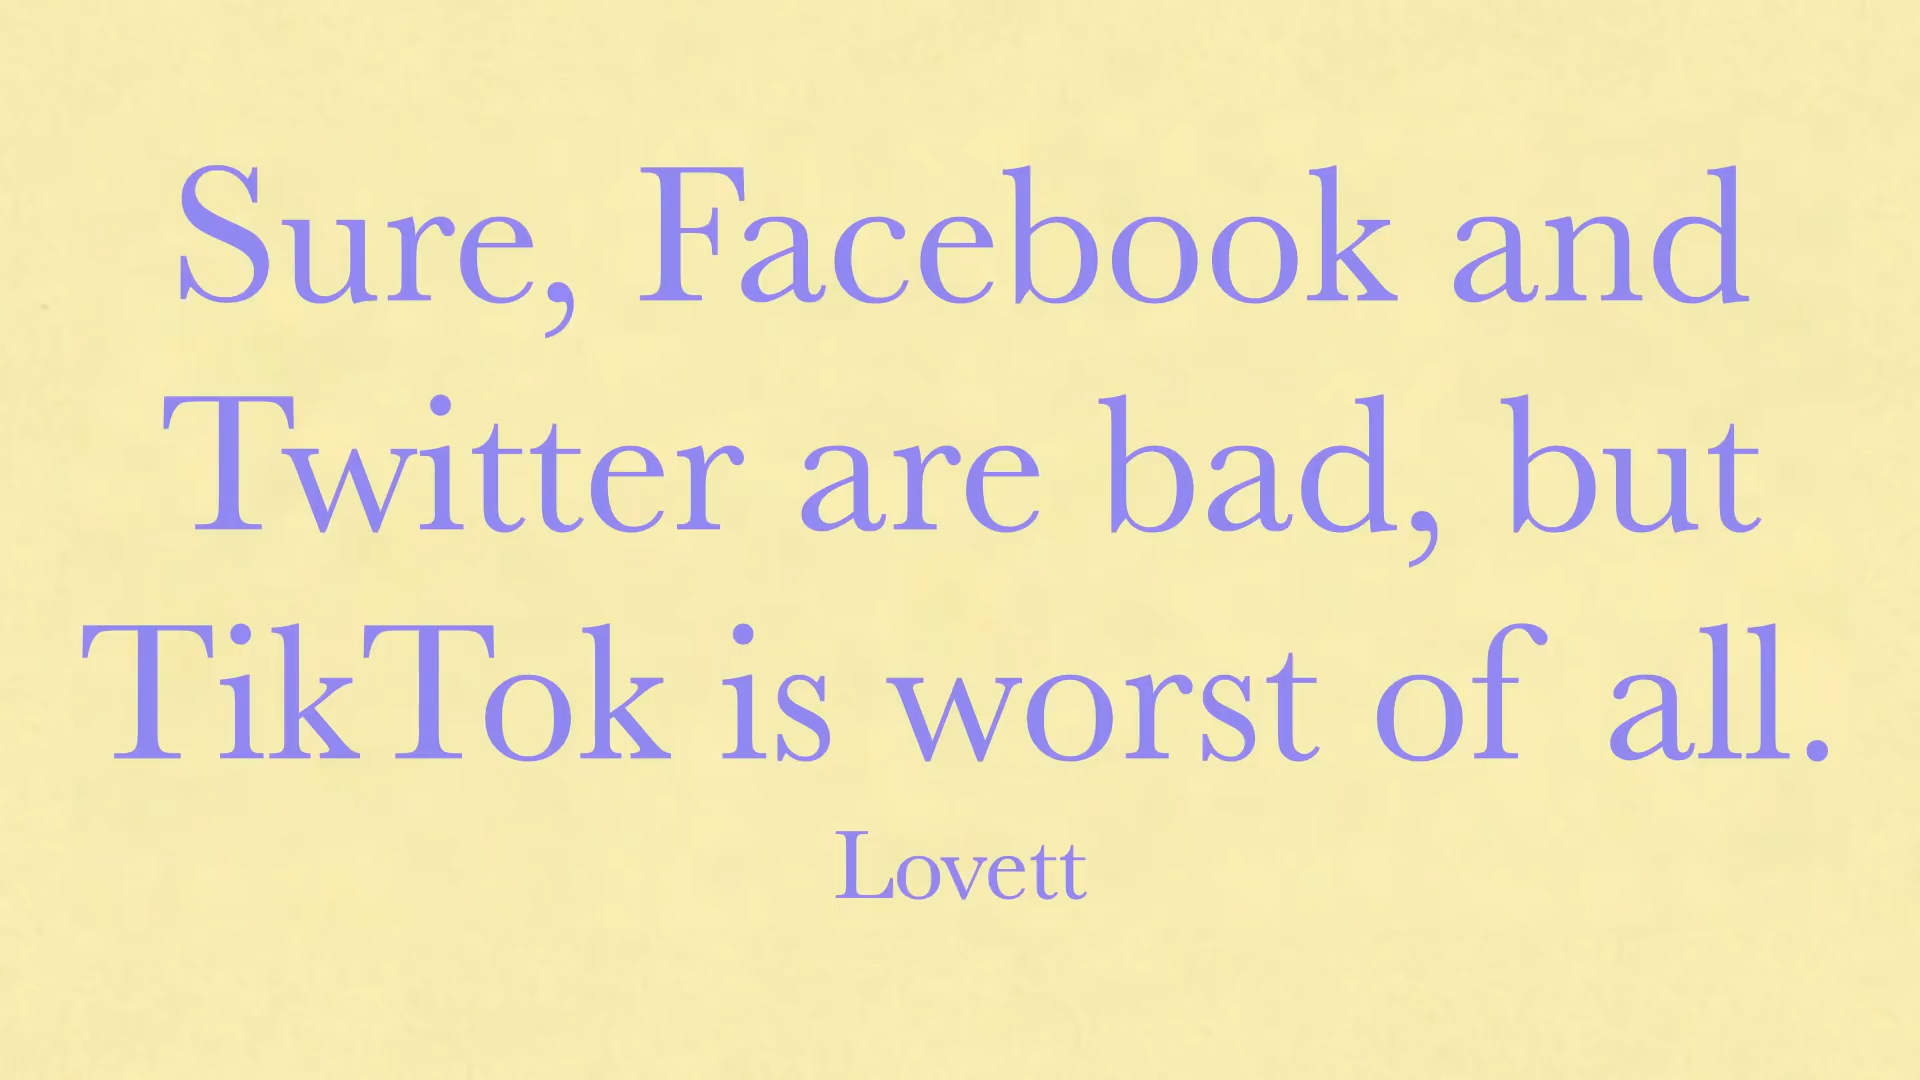 Sure, Facebook and
Twitter are bad, but
TikTok is worst of all.
Lovett